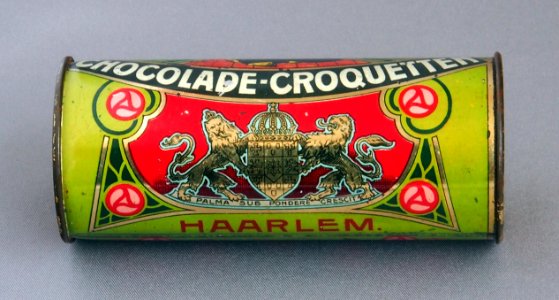 CHOCOLADE-CROQUETTEN
PALMA SUB PONDERE CRESCIT
HAARLEM.